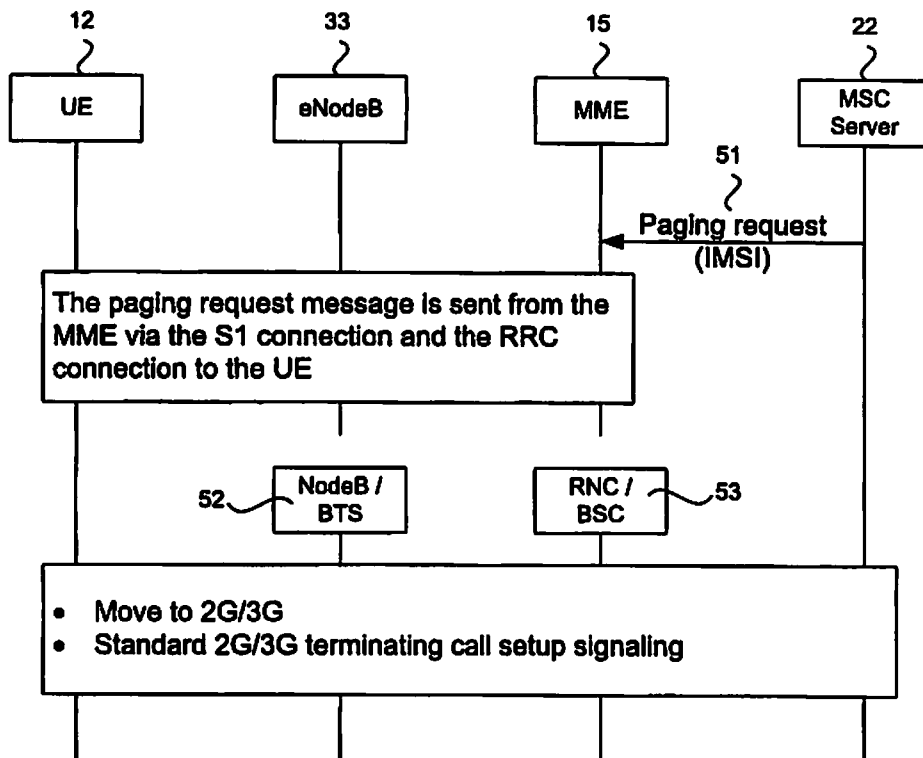 12
33
15
22
UE
eNodeB
MME
MSC
Server
51
Paging request
(IMSI)
The paging request message is sent from the
MME via the S1 connection and the RRC
connection to the UE
52
NodeB /
BTS
RNC /
BSC
53
• Move to 2G/3G
• Standard 2G/3G terminating call setup signaling